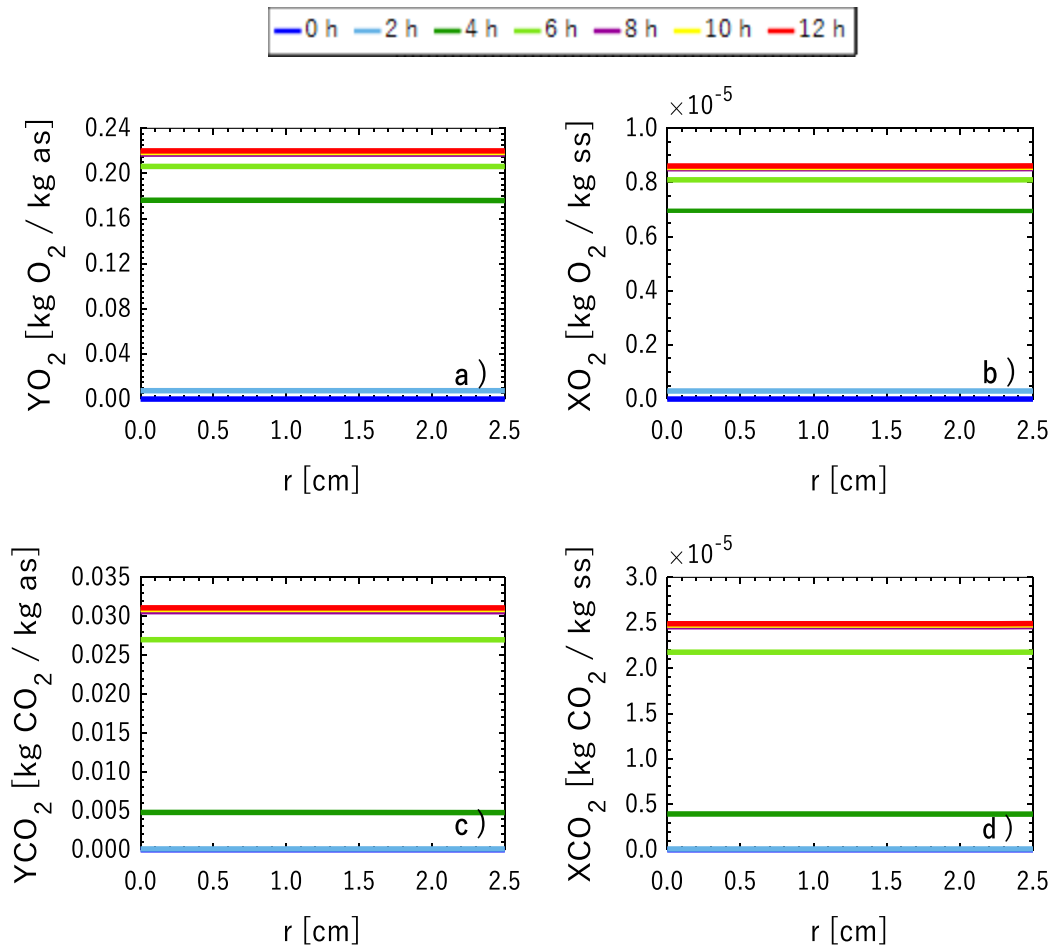 0 h 2 h 4 h 6 h 8 h 10 h 12 h
YO2 [kg O2 / kg as]
0.24
0.20
0.16
0.12
0.08
0.04
0.00
a )
0.0 0.5 1.0 1.5 2.0 2.5
r [cm]
×10-5
XO2 [kg O2 / kg ss]
1.0
0.8
0.6
0.4
0.2
0.0
b )
0.0 0.5 1.0 1.5 2.0 2.5
r [cm]
YCO2 [kg CO2 / kg as]
0.035
0.030
0.025
0.020
0.015
0.010
0.005
0.000
c )
0.0 0.5 1.0 1.5 2.0 2.5
r [cm]
×10-5
XCO2 [kg CO2 / kg ss]
3.0
2.5
2.0
1.5
1.0
0.5
0.0
d )
0.0 0.5 1.0 1.5 2.0 2.5
r [cm]